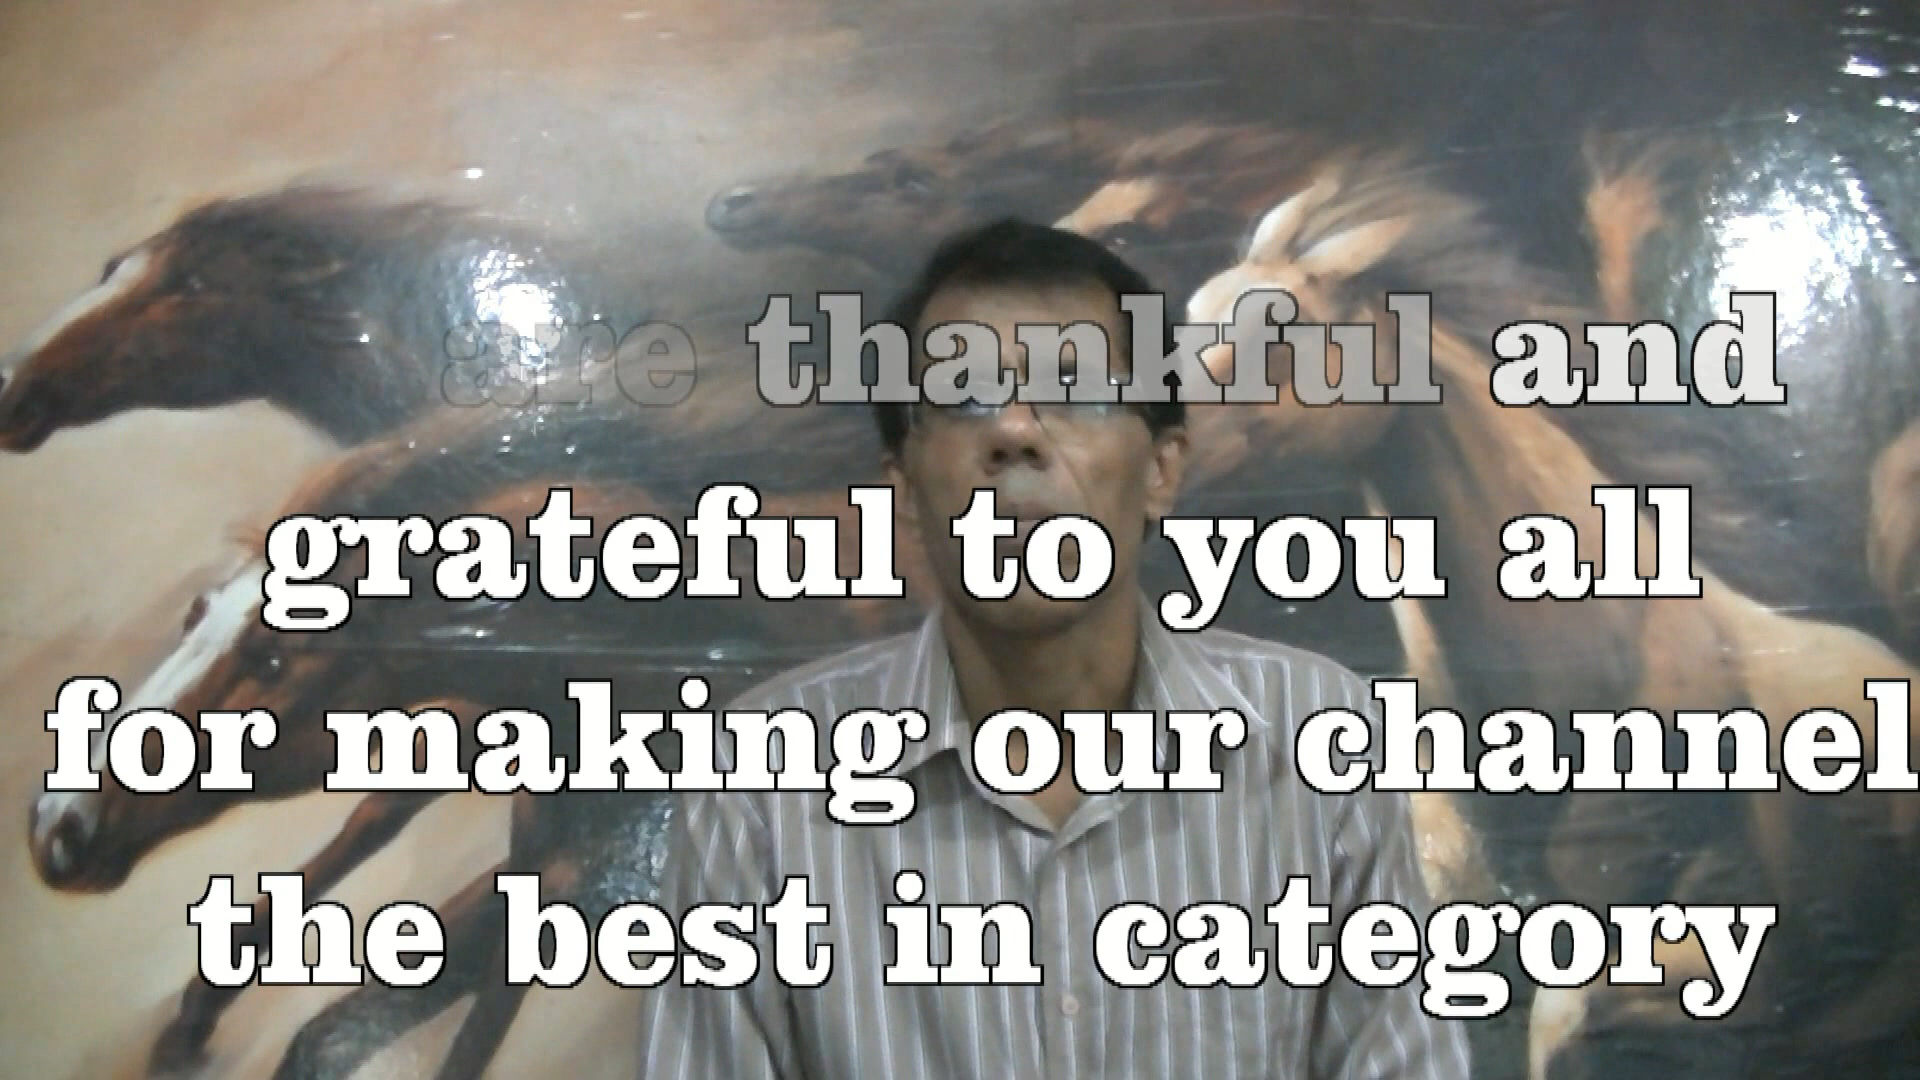 are thankful and
grateful to you all
for making our channel
the best in category